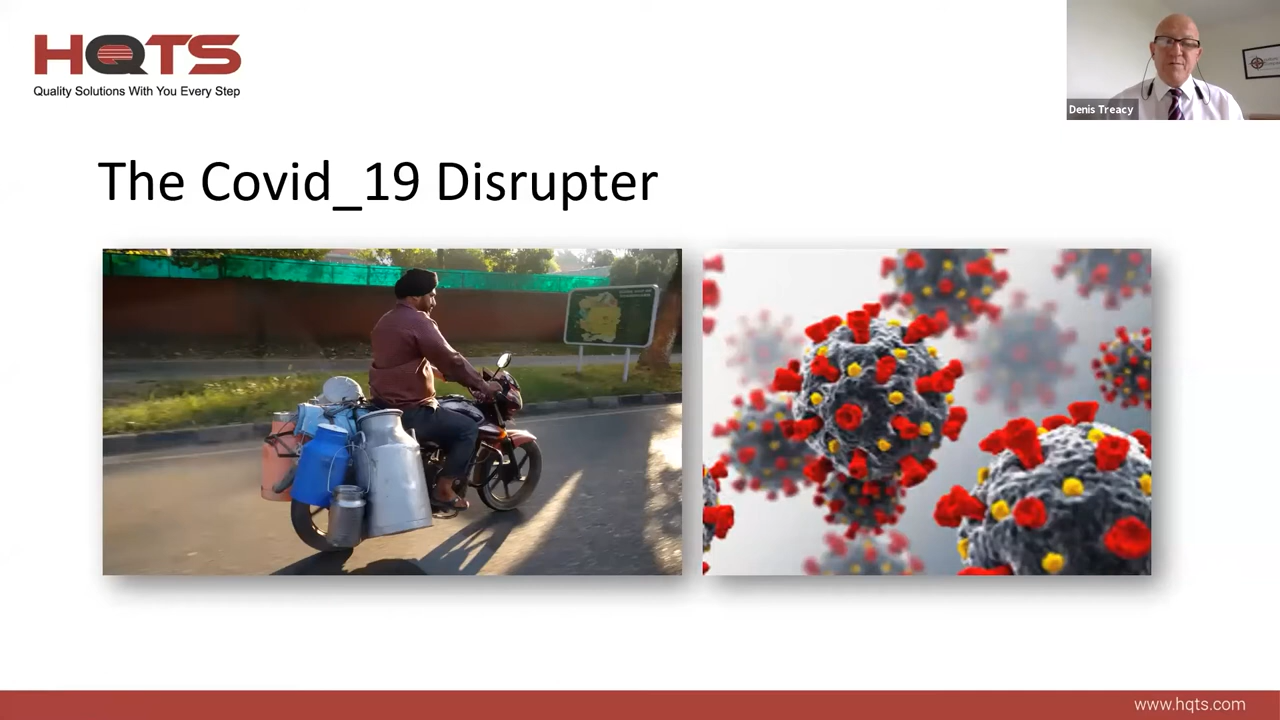 HQTS
Quality Solutions With You Every Step
Denis Treacy
The Covid_19 Disrupter
www.hqts.com